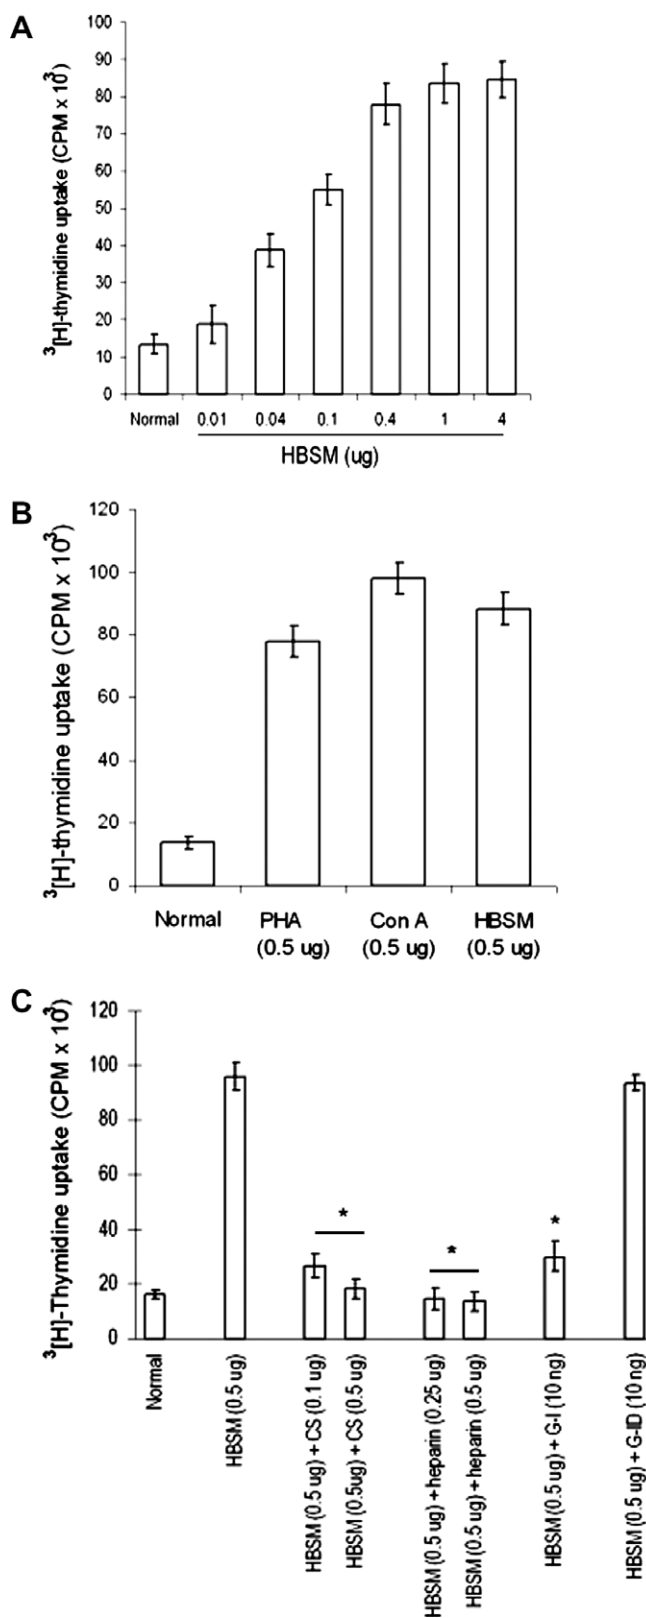 A
³[H]-thymidine uptake (CPM x 10³)
100
90
80
70
60
50
40
30
20
10
0
Normal 0.01 0.04 0.1 0.4 1 4
HBSM (ug)
B
³[H]-thymidine uptake (CPM x 10³)
120
100
80
60
40
20
0
Normal PHA Con A HBSM
(0.5 ug) (0.5 ug) (0.5 ug)
C
³[H]-Thymidine uptake (CPM x 10³)
120
100
80
60
40
20
0
* * *
Normal
HBSM (0.5 ug)
HBSM (0.5 ug) + CS (0.1 ug)
HBSM (0.5ug) + CS (0.5 ug)
HBSM (0.5 ug) + heparin (0.25 ug)
HBSM (0.5 ug) + heparin (0.5 ug)
HBSM (0.5 ug) + G-I (10 ng)
HBSM (0.5 ug) + G-ID (10 ng)